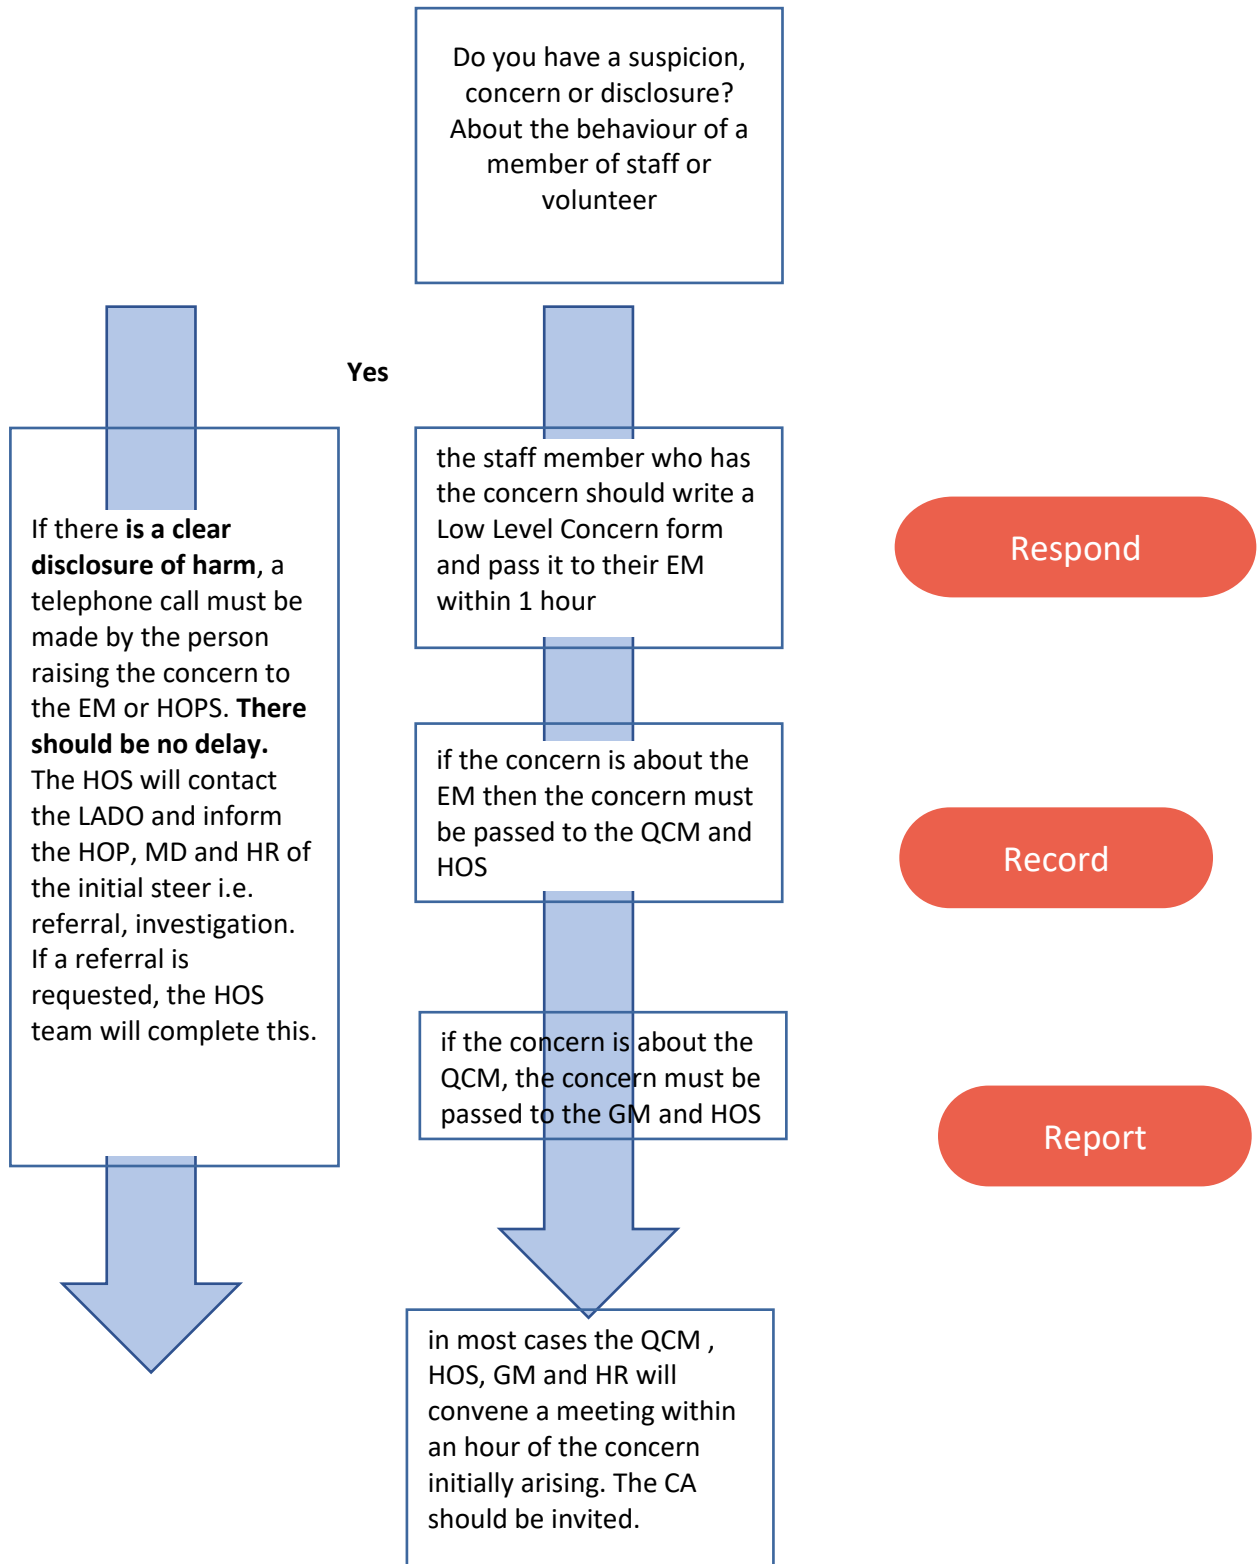 Do you have a suspicion,
concern or disclosure?
About the behaviour of a
member of staff or
volunteer
Yes
If there is a clear
disclosure of harm, a
telephone call must be
made by the person
raising the concern to
the EM or HOPS. There
should be no delay.
The HOS will contact
the LADO and inform
the HOP, MD and HR of
the initial steer i.e.
referral, investigation.
If a referral is
requested, the HOS
team will complete this.
the staff member who has
the concern should write a
Low Level Concern form
and pass it to their EM
within 1 hour
Respond
if the concern is about the
EM then the concern must
be passed to the QCM and
HOS
Record
if the concern is about the
QCM, the concern must be
passed to the GM and HOS
Report
in most cases the QCM ,
HOS, GM and HR will
convene a meeting within
an hour of the concern
initially arising. The CA
should be invited.